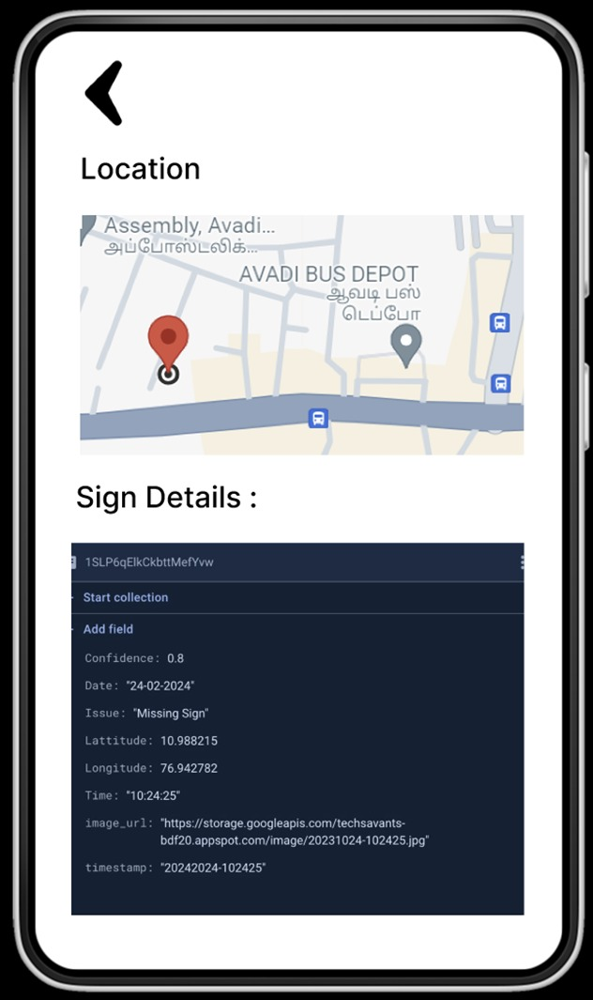 Location
Assembly, Avadi...
அப்போஸ்டலிக்...
AVADI BUS DEPOT
ஆவடி பஸ்
டெப்போ
Sign Details :
1SLP6qElkCkbttMefYvw
Start collection
Add field
Confidence: 0.8
Date: "24-02-2024"
Issue: "Missing Sign"
Lattitude: 10.988215
Longitude: 76.942782
Time: "10:24:25"
image_url: "https://storage.googleapis.com/techsavants-
bdf20.appspot.com/image/20231024-102425.jpg"
timestamp: "20242024-102425"